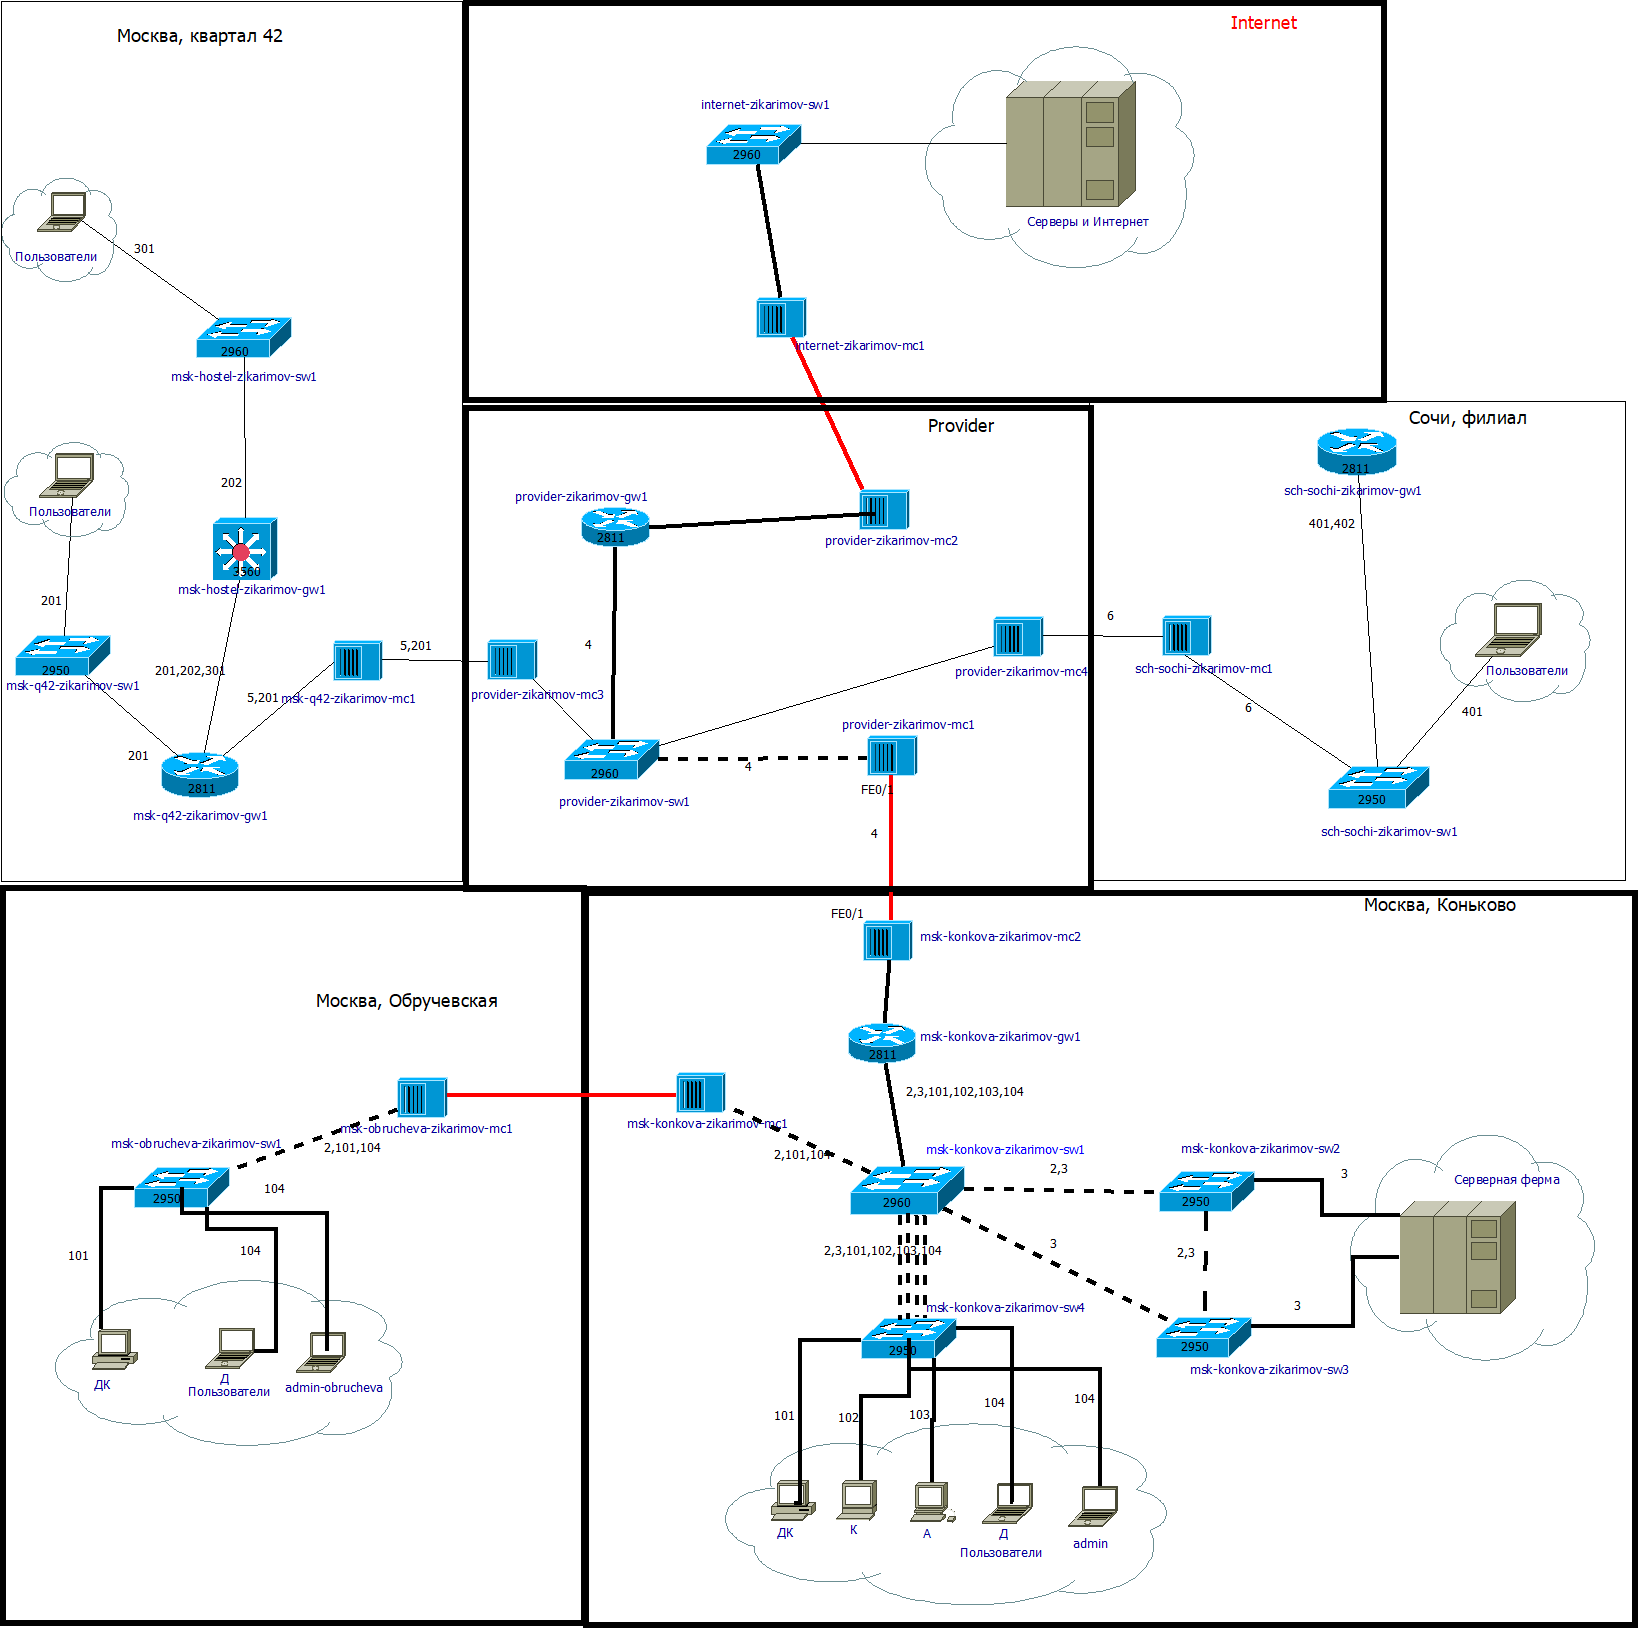 Москва, квартал 42
Internet
internet-zikarimov-sw1
2960
Серверы и Интернет
internet-zikarimov-mc1
Пользователи
301
2960
msk-hostel-zikarimov-sw1
202
Пользователи
3560
msk-hostel-zikarimov-gw1
201
2950
msk-q42-zikarimov-sw1
201,202,301
5,201
msk-q42-zikarimov-mc1
5,201
201
2811
msk-q42-zikarimov-gw1
Provider
provider-zikarimov-gw1
2811
provider-zikarimov-mc2
4
provider-zikarimov-mc3
provider-zikarimov-mc4
provider-zikarimov-mc1
2960
4
provider-zikarimov-sw1
FE0/1
4
Сочи, филиал
2811
sch-sochi-zikarimov-gw1
401,402
6
sch-sochi-zikarimov-mc1
Пользователи
6
401
2950
sch-sochi-zikarimov-sw1
Москва, Обручевская
msk-obrucheva-zikarimov-mc1
msk-obrucheva-zikarimov-sw1
2,101,104
2950
104
101
104
ДК
Д
Пользователи
admin-obrucheva
Москва, Коньково
FE0/1
msk-konkova-zikarimov-mc2
msk-konkova-zikarimov-gw1
2811
2,3,101,102,103,104
msk-konkova-zikarimov-mc1
2,101,104
msk-konkova-zikarimov-sw1
2960
2,3
msk-konkova-zikarimov-sw2
2950
3
Серверная ферма
2,3,101,102,103,104
3
2,3
msk-konkova-zikarimov-sw4
2950
3
2950
msk-konkova-zikarimov-sw3
101
102
103
104
104
ДК
К
А
Д
Пользователи
admin